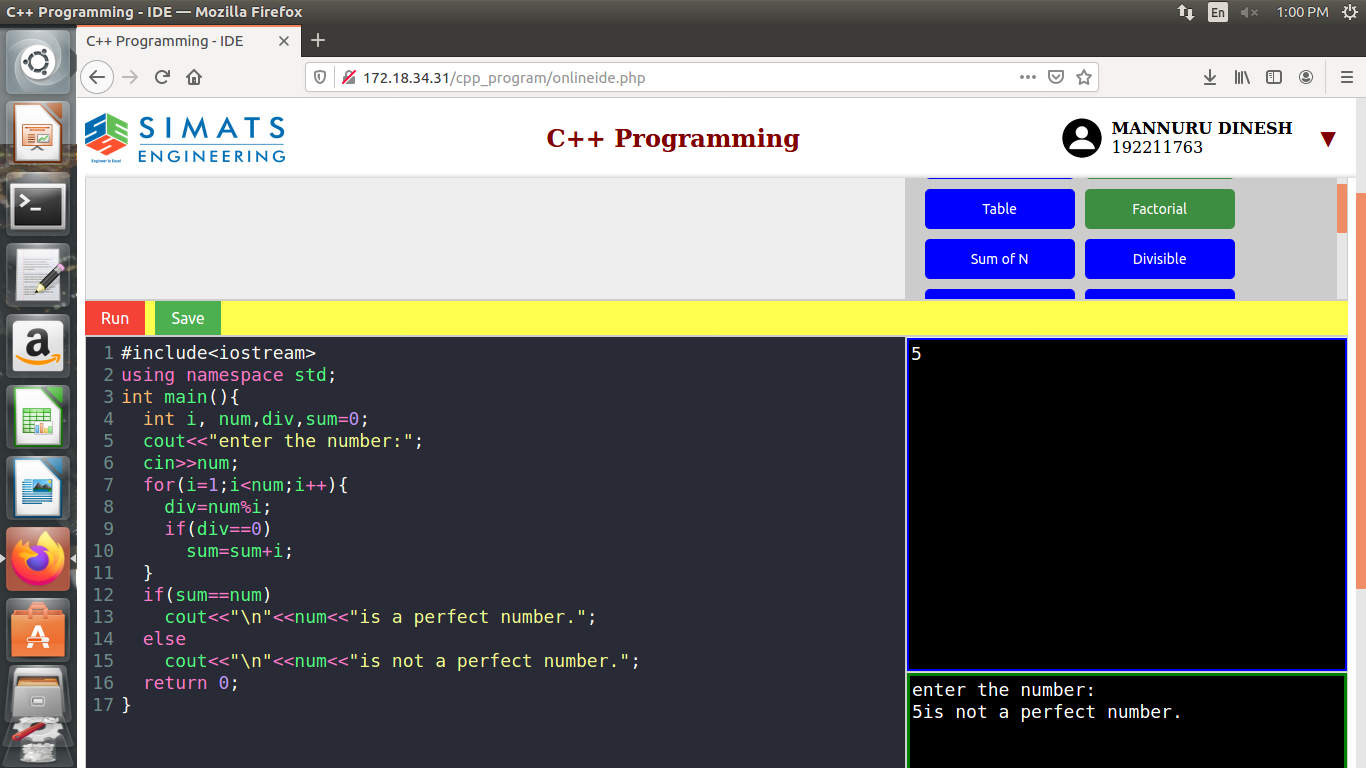 C++ Programming - IDE — Mozilla Firefox
En
1:00 PM
C++ Programming - IDE
172.18.34.31/cpp_program/onlineide.php
SIMATS
ENGINEERING
Engineer to Excel
C++ Programming
MANNURU DINESH
192211763
Table
Factorial
Sum of N
Divisible
Run
Save
1 #include<iostream>
2 using namespace std;
3 int main(){
4   int i, num,div,sum=0;
5   cout<<"enter the number:";
6   cin>>num;
7   for(i=1;i<num;i++){
8     div=num%i;
9     if(div==0)
10       sum=sum+i;
11   }
12   if(sum==num)
13     cout<<"\n"<<num<<"is a perfect number.";
14   else
15     cout<<"\n"<<num<<"is not a perfect number.";
16   return 0;
17 }
5
enter the number:
5is not a perfect number.